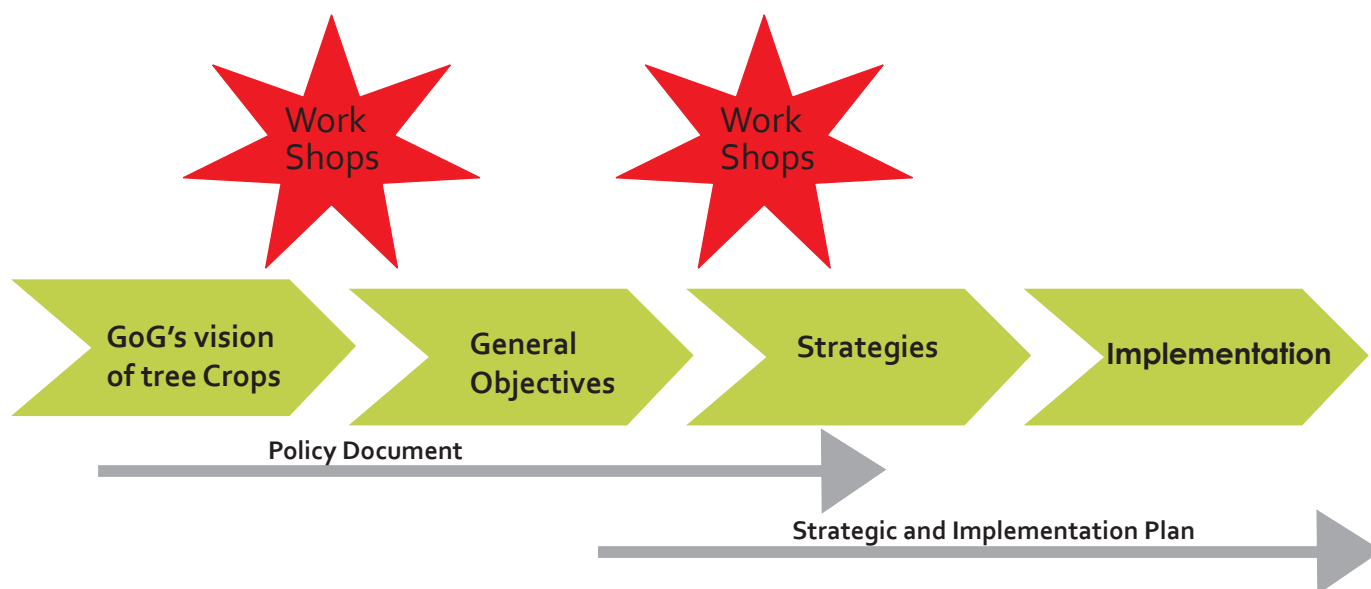 Work
Shops
Work
Shops
GoG's vision
of tree Crops
General
Objectives
Strategies
Implementation
Policy Document
Strategic and Implementation Plan